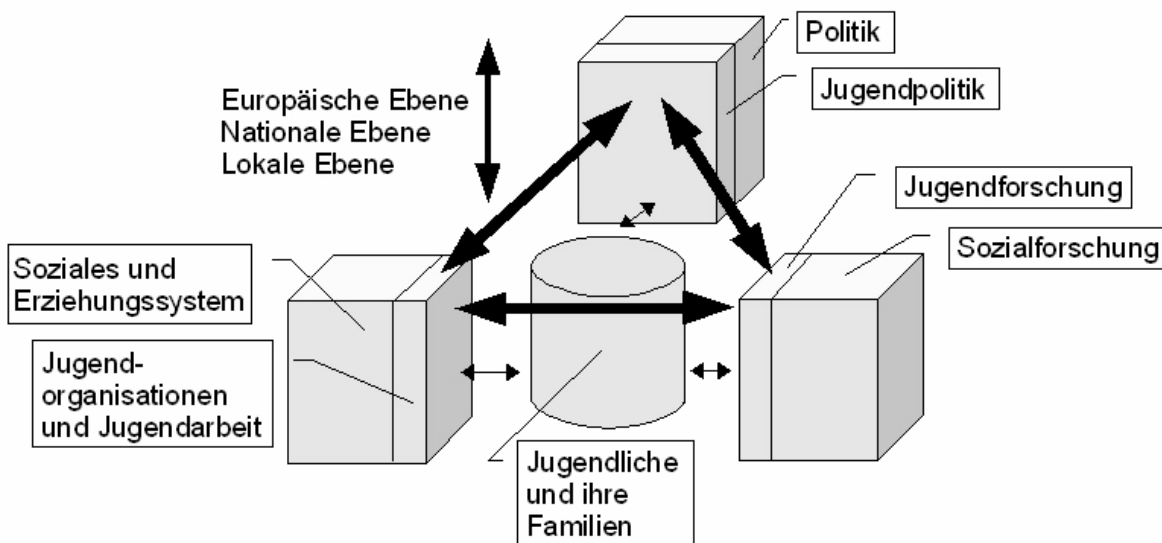 Politik
Jugendpolitik
Europäische Ebene
Nationale Ebene
Lokale Ebene
Jugendforschung
Sozialforschung
Soziales und
Erziehungssystem
Jugend-
organisationen
und Jugendarbeit
Jugendliche
und ihre
Familien